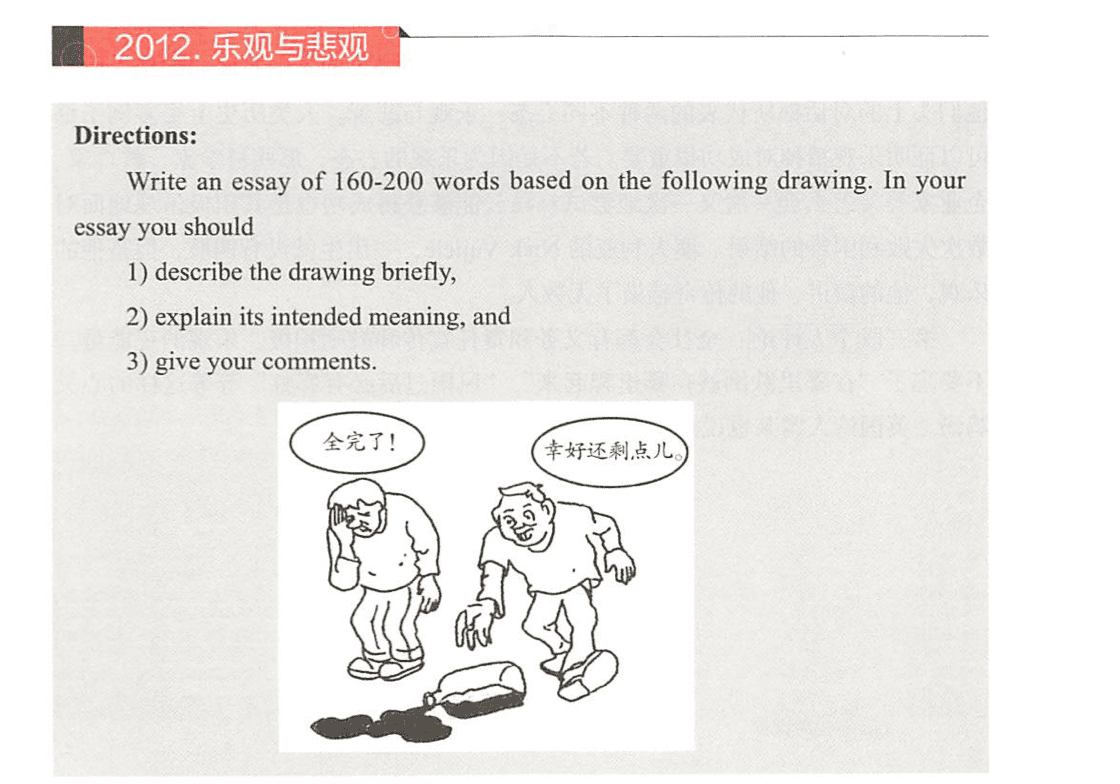 2012. 乐观与悲观
Directions:
Write an essay of 160-200 words based on the following drawing. In your
essay you should
1) describe the drawing briefly,
2) explain its intended meaning, and
3) give your comments.
全完了!
幸好还剩点儿。